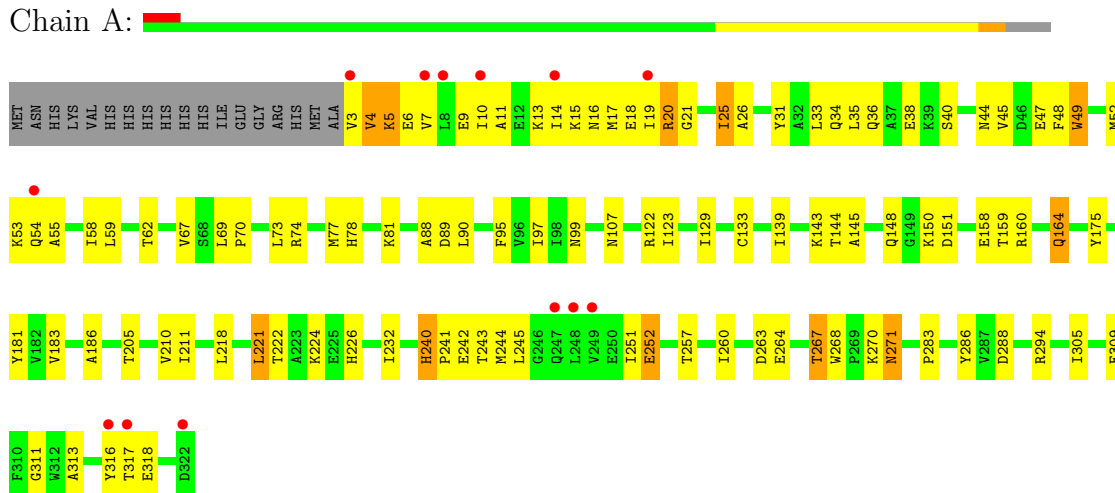 Chain A:
MET ASN HIS LYS VAL HIS HIS HIS HIS HIS HIS ILE GLU GLY ARG HIS MET ALA V3 V4 K5 E6 V7 L8 E9 I10 A11 E12 K13 I14 K15 N16 M17 E18 I19 R20 G21 I25 A26 Y31 A32 L33 Q34 L35 Q36 A37 E38 K39 S40 N44 V45 D46 E47 F48 W49 M52
K53 Q54 A55 I58 L59 T62 V67 S68 L69 P70 L73 R74 M77 H78 K81 A88 D89 L90 F95 V96 I97 I98 N99 N107 R122 I123 I129 C133 I139 K143 T144 A145 Q148 G149 K150 D151 E158 T159 R160 Q164 Y175
Y181 V182 V183 A186 T205 V210 I211 L218 L221 T222 A223 K224 E225 H226 I232 H240 P241 E242 T243 M244 L245 G246 Q247 L248 V249 E250 I251 E252 T257 I260 D263 E264 T267 W268 P269 K270 N271 P283 Y286 V287 D288 R294 I305
F310 G311 W312 A313 Y316 T317 E318 D322